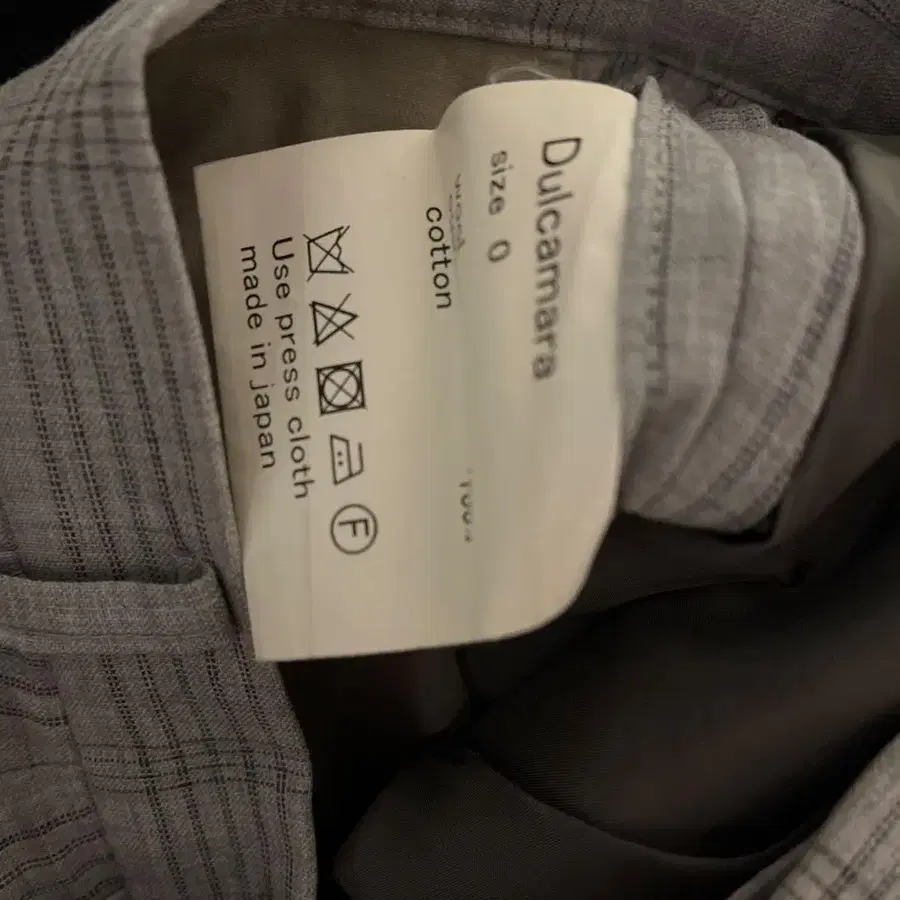 Dulcamara
size 0
cotton
F
Use press cloth
made in japan